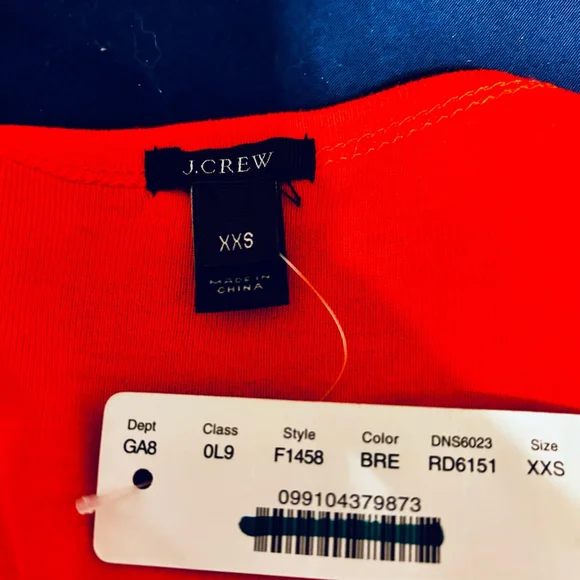 J.CREW
XXS
MADE IN
CHINA
Dept Class Style Color DNS6023 Size
GA8 0L9 F1458 BRE RD6151 XXS
099104379873